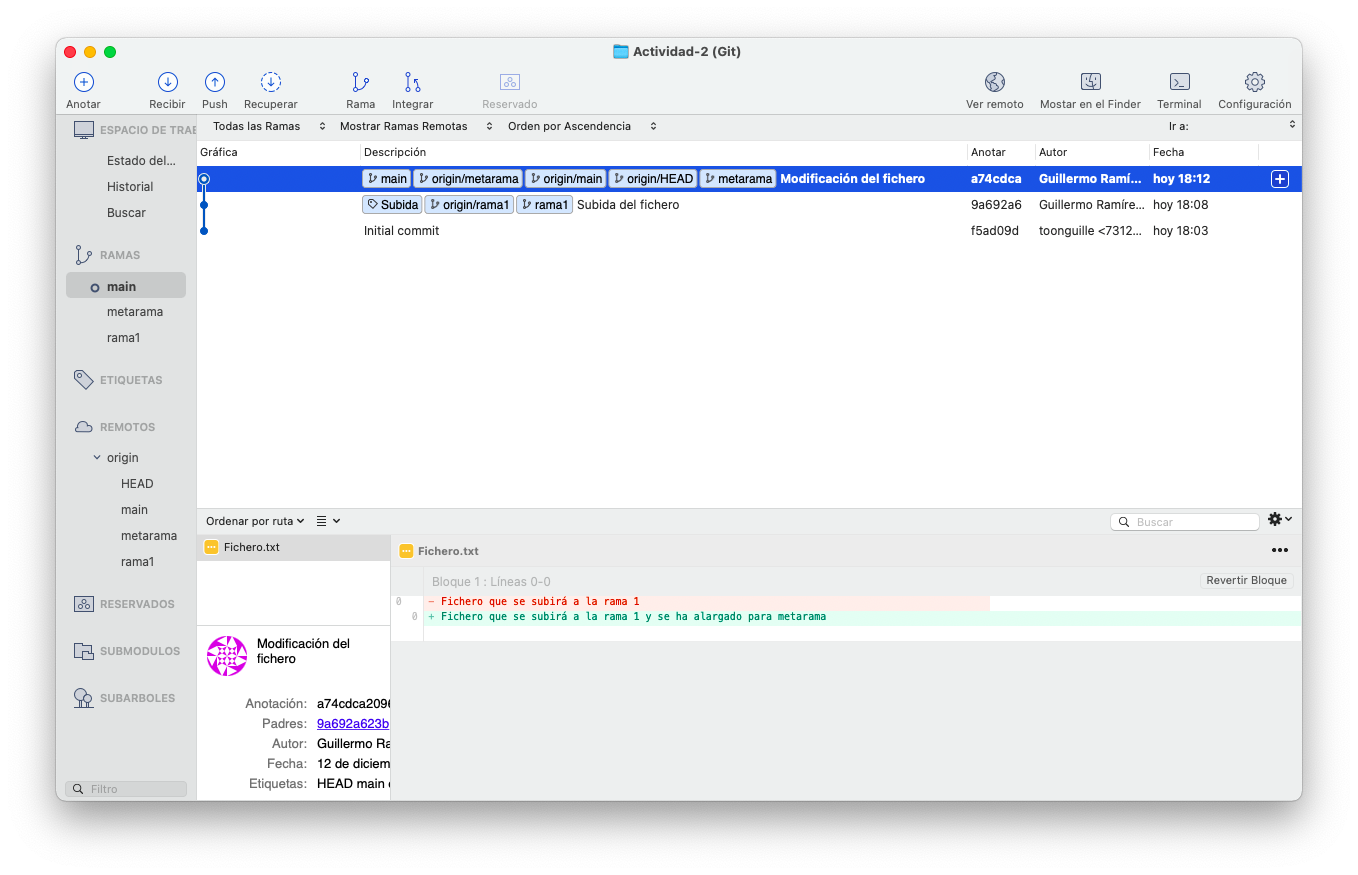 Actividad-2 (Git)
Anotar Recibir Push Recuperar Rama Integrar Reservado Ver remoto Mostar en el Finder Terminal Configuración
ESPACIO DE TRAB
Estado del...
Historial
Buscar
RAMAS
main
metarama
rama1
ETIQUETAS
REMOTOS
origin
HEAD
main
metarama
rama1
RESERVADOS
SUBMODULOS
SUBARBOLES
Filtro
Todas las Ramas Mostrar Ramas Remotas Orden por Ascendencia Ir a:
Gráfica Descripción Anotar Autor Fecha
main origin/metarama origin/main origin/HEAD metarama Modificación del fichero a74cdca Guillermo Ramí... hoy 18:12
Subida origin/rama1 rama1 Subida del fichero 9a692a6 Guillermo Ramíre... hoy 18:08
Initial commit f5ad09d toonguille <7312... hoy 18:03
Ordenar por ruta Buscar
Fichero.txt
Modificación del
fichero
Anotación: a74cdca2096
Padres: 9a692a623b
Autor: Guillermo Ra
Fecha: 12 de diciem
Etiquetas: HEAD main
Fichero.txt
Bloque 1 : Líneas 0-0 Revertir Bloque
0 - Fichero que se subirá a la rama 1
0 + Fichero que se subirá a la rama 1 y se ha alargado para metarama